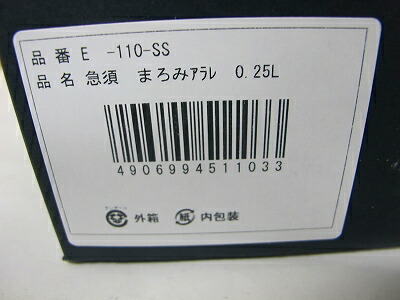 品 番 E -110-SS
品 名 急須 まろみｱﾗﾚ 0.25L
4906994511033
外箱 紙 内包装